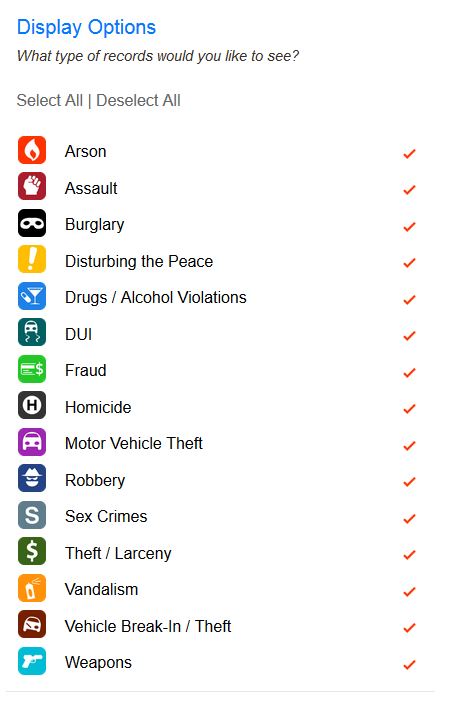 Display Options
What type of records would you like to see?
Select All | Deselect All
Arson
Assault
Burglary
Disturbing the Peace
Drugs / Alcohol Violations
DUI
$
Fraud
H
Homicide
Motor Vehicle Theft
Robbery
S
Sex Crimes
$
Theft / Larceny
Vandalism
Vehicle Break-In / Theft
Weapons